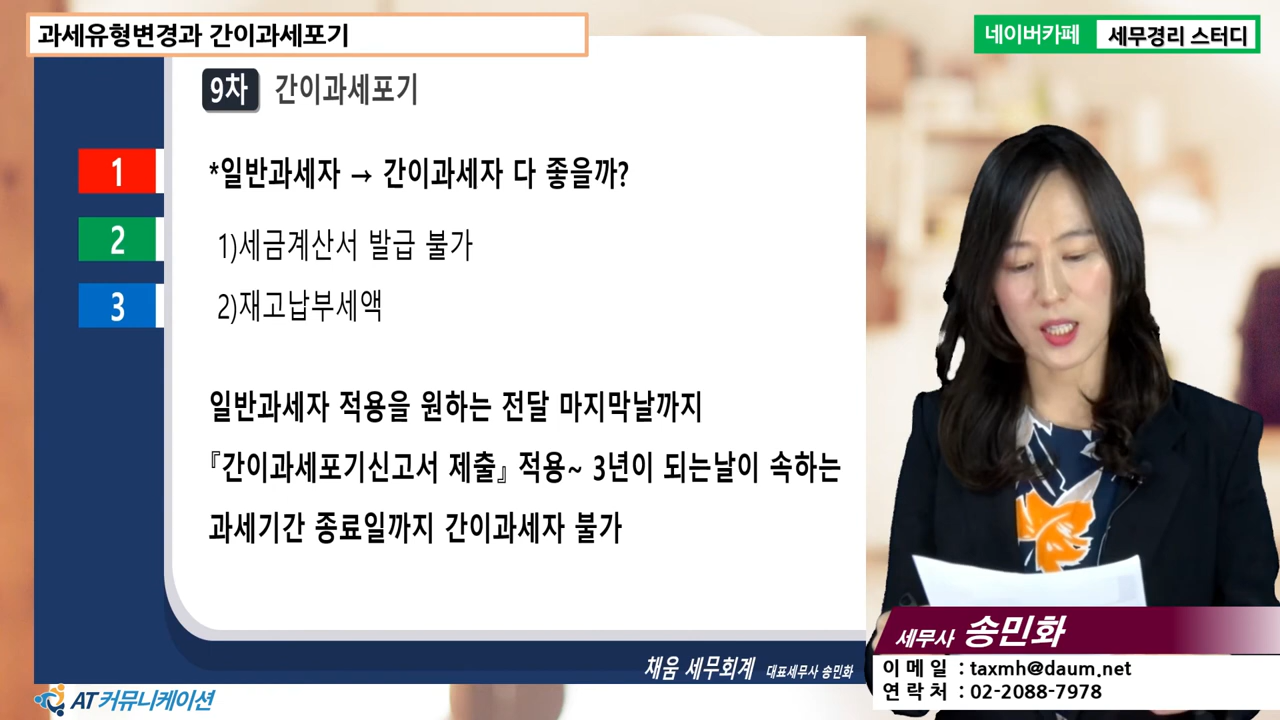 과세유형변경과 간이과세포기
네이버카페 세무경리 스터디
9차 간이과세포기
1 *일반과세자 → 간이과세자 다 좋을까?
2 1)세금계산서 발급 불가
3 2)재고납부세액
일반과세자 적용을 원하는 전달 마지막날까지
『간이과세포기신고서 제출』 적용~ 3년이 되는날이 속하는
과세기간 종료일까지 간이과세자 불가
세무사 송민화
채움 세무회계 대표세무사 송민화
이 메 일 : taxmh@daum.net
연 락 처 : 02-2088-7978
AT커뮤니케이션